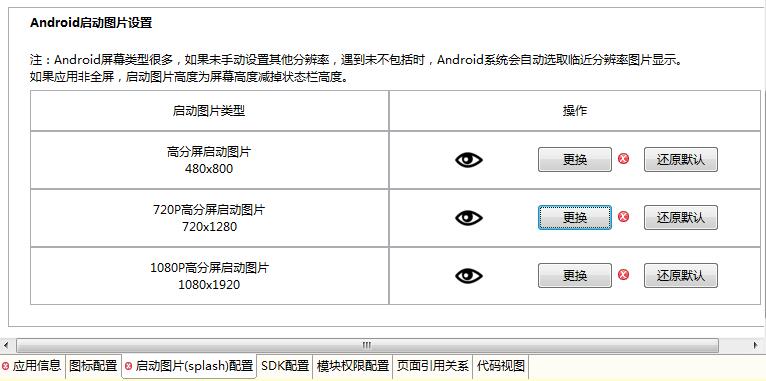 Android启动图片设置
注：Android屏幕类型很多，如果未手动设置其他分辨率，遇到未不包括时，Android系统会自动选取临近分辨率图片显示。
如果应用非全屏，启动图片高度为屏幕高度减掉状态栏高度。
启动图片类型 操作
高分屏启动图片
480x800
更换 还原默认
720P高分屏启动图片
720x1280
更换 还原默认
1080P高分屏启动图片
1080x1920
更换 还原默认
应用信息 图标配置 启动图片(splash)配置 SDK配置 模块权限配置 页面引用关系 代码视图